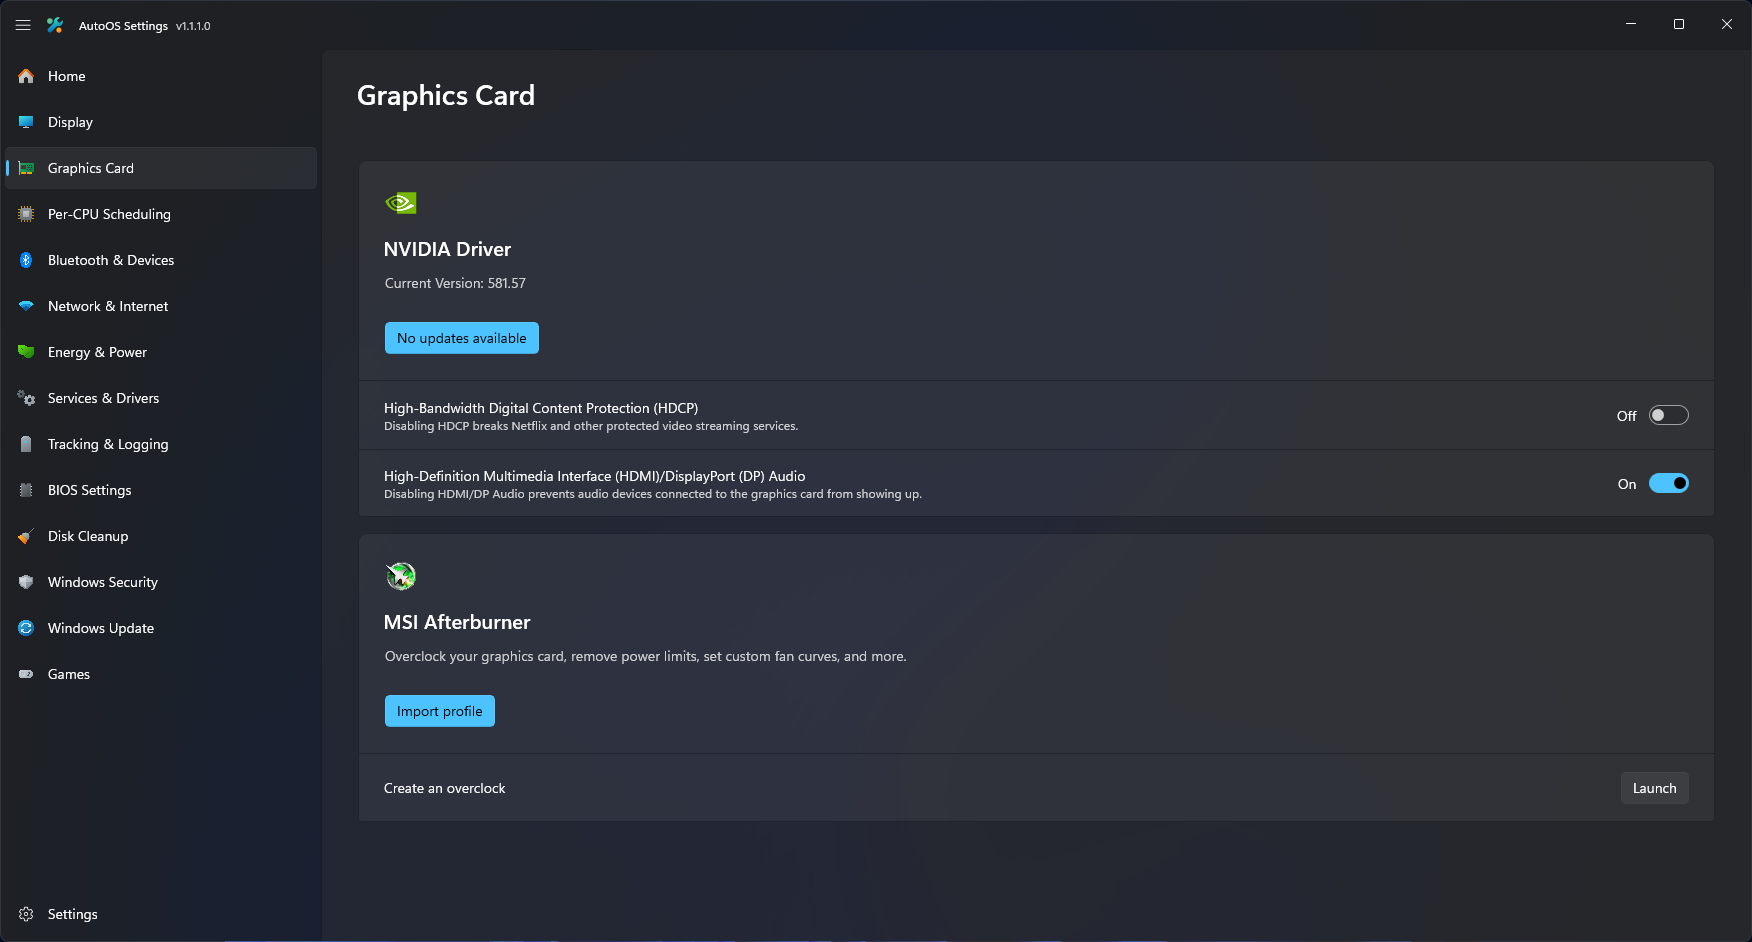 AutoOS Settings v1.1.1.0
Home
Display
Graphics Card
Per-CPU Scheduling
Bluetooth & Devices
Network & Internet
Energy & Power
Services & Drivers
Tracking & Logging
BIOS Settings
Disk Cleanup
Windows Security
Windows Update
Games
Settings
Graphics Card
NVIDIA Driver
Current Version: 581.57
No updates available
High-Bandwidth Digital Content Protection (HDCP)
Disabling HDCP breaks Netflix and other protected video streaming services.
Off
High-Definition Multimedia Interface (HDMI)/DisplayPort (DP) Audio
Disabling HDMI/DP Audio prevents audio devices connected to the graphics card from showing up.
On
MSI Afterburner
Overclock your graphics card, remove power limits, set custom fan curves, and more.
Import profile
Create an overclock
Launch